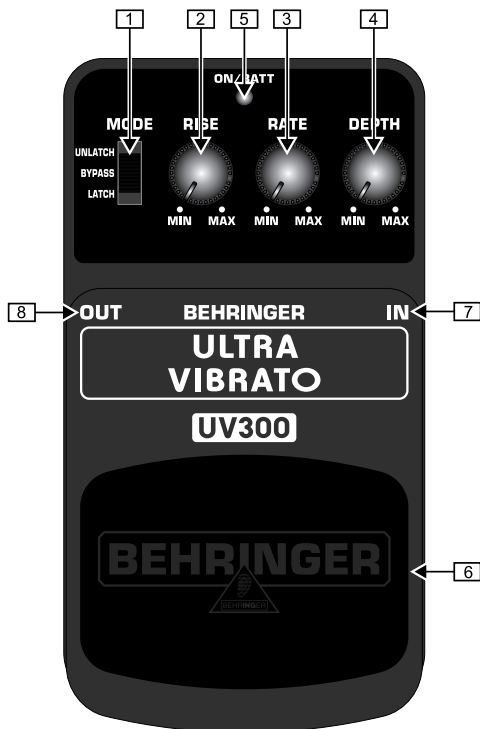 1 2 5 3 4
ON/BATT
MODE RISE RATE DEPTH
UNLATCH
BYPASS
LATCH
MIN MAX MIN MAX MIN MAX
8 OUT BEHRINGER IN 7
ULTRA
VIBRATO
UV300
BEHRINGER
6
BEHRINGER